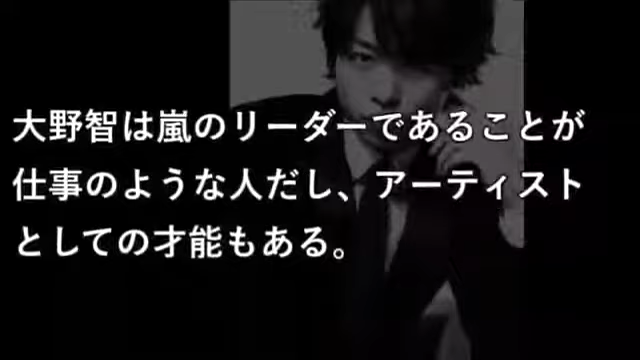 大野智は嵐のリーダーであることが
仕事のような人だし、アーティスト
としての才能もある。